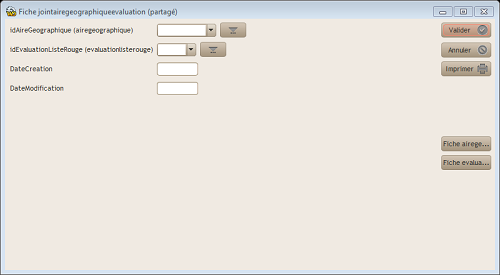 Fiche jointairegeographiqueevaluation (partagé)
idAireGeographique (airegeographique)
Valider
idEvaluationListeRouge (evaluationlisterouge)
Annuler
DateCreation
Imprimer
DateModification
Fiche airege...
Fiche evalua...